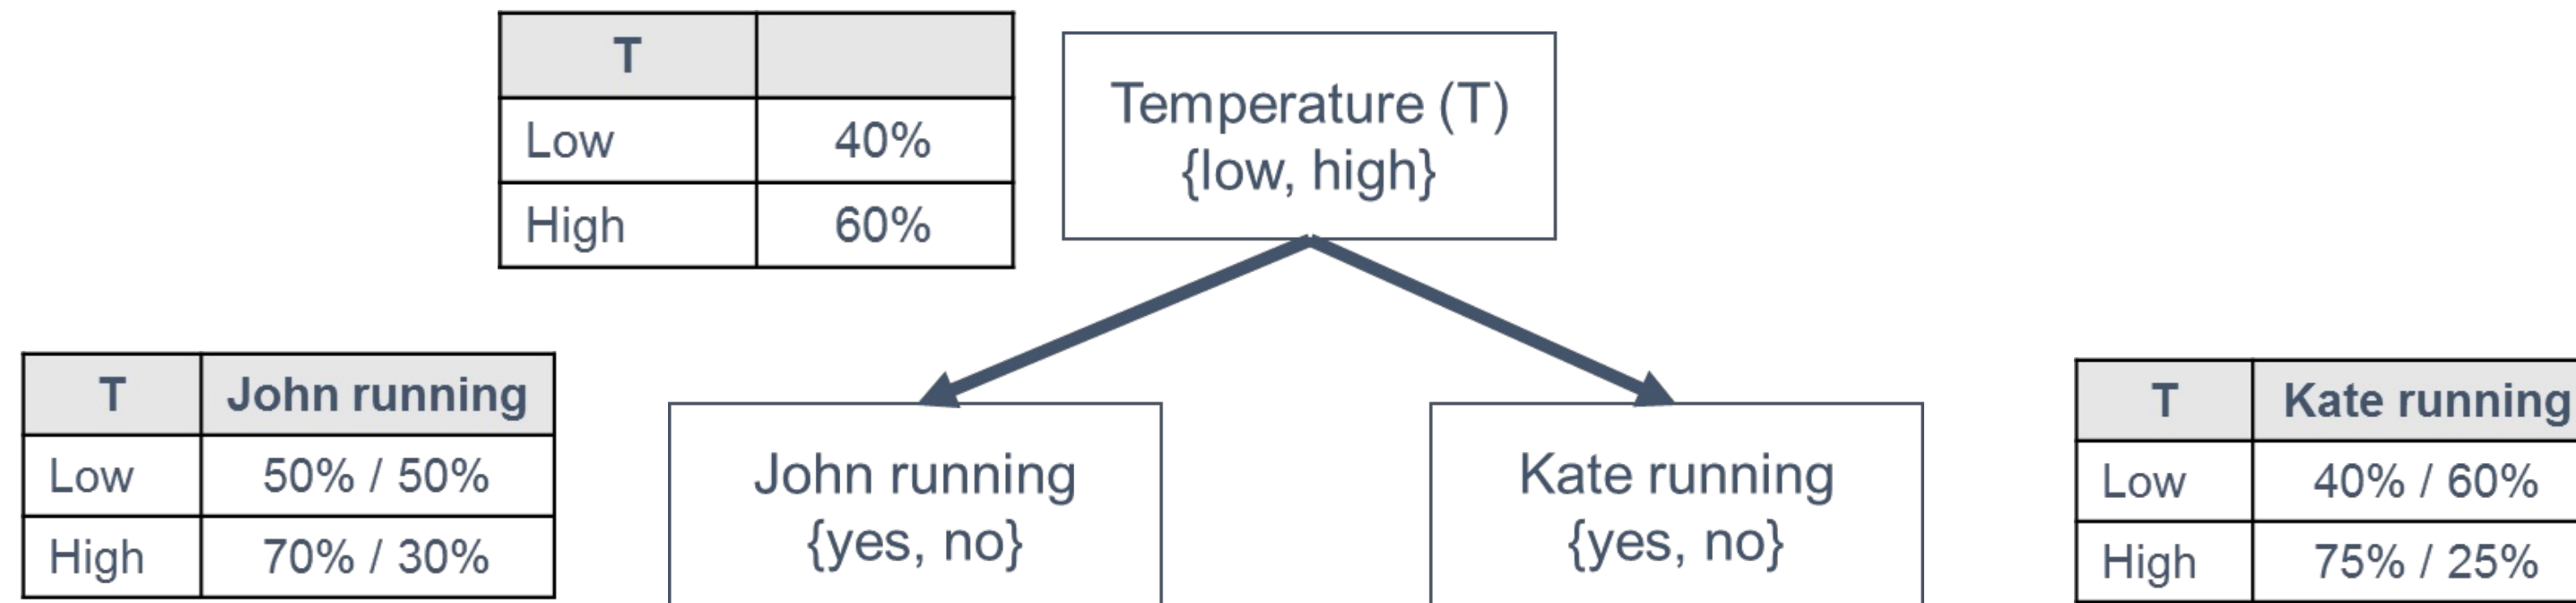 T
Low 40%
High 60%
Temperature (T)
{low, high}
T John running
Low 50% / 50%
High 70% / 30%
John running
{yes, no}
Kate running
{yes, no}
T Kate running
Low 40% / 60%
High 75% / 25%